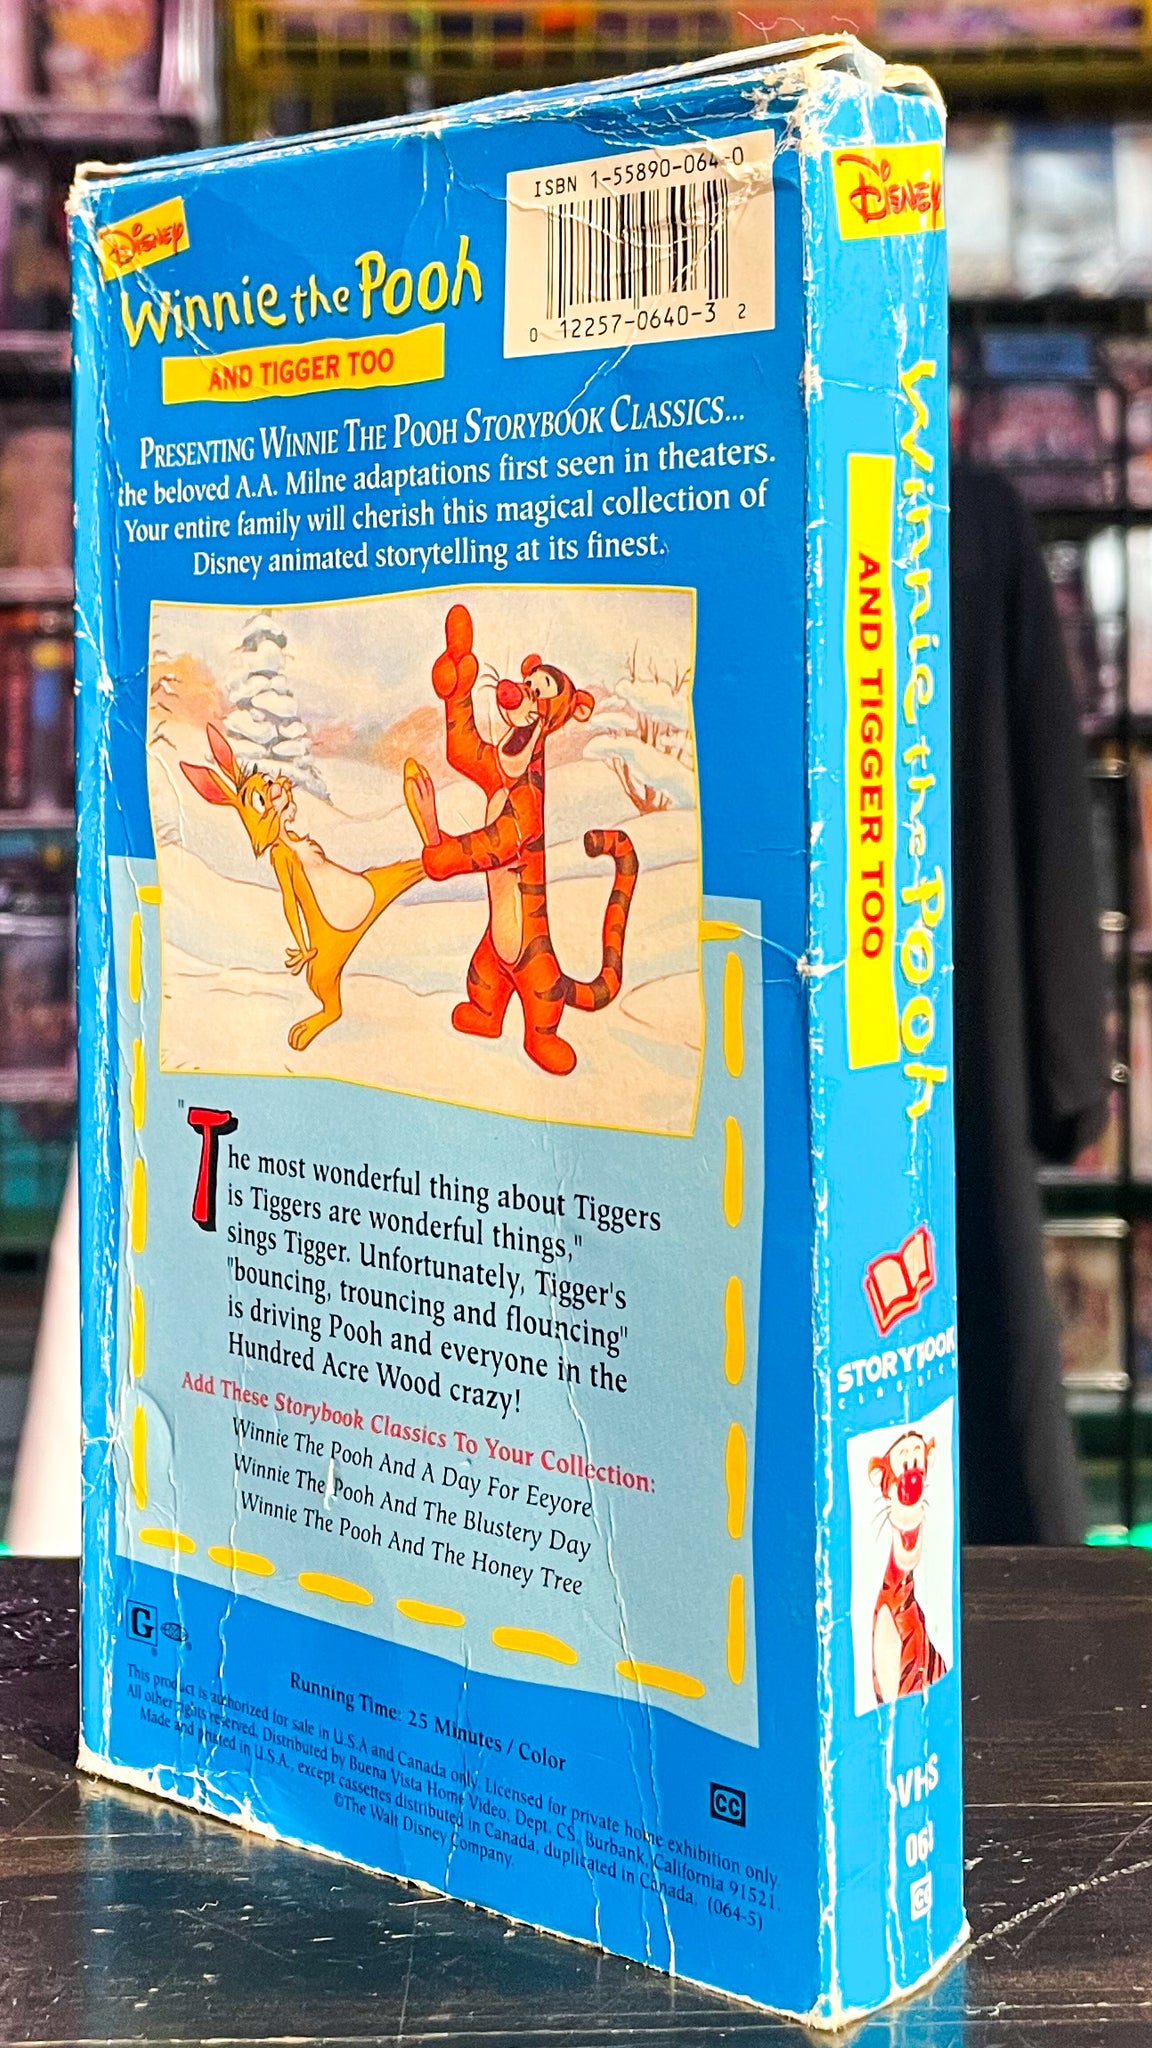 DISNEY
Winnie the Pooh
AND TIGGER TOO
ISBN 1-55890-064-0
0 12257-0640-3 2
PRESENTING WINNIE THE POOH STORYBOOK CLASSICS...
the beloved A.A. Milne adaptations first seen in theaters.
Your entire family will cherish this magical collection of
Disney animated storytelling at its finest.
"The most wonderful thing about Tiggers
is Tiggers are wonderful things,"
sings Tigger. Unfortunately, Tigger's
"bouncing, trouncing and flouncing"
is driving Pooh and everyone in the
Hundred Acre Wood crazy!
Add These Storybook Classics To Your Collection:
Winnie The Pooh And A Day For Eeyore
Winnie The Pooh And The Blustery Day
Winnie The Pooh And The Honey Tree
G
Running Time: 25 Minutes / Color
This product is authorized for sale in U.S.A and Canada only. Licensed for private home exhibition only.
All other rights reserved. Distributed by Buena Vista Home Video, Dept. CS, Burbank, California 91521.
Made and printed in U.S.A., except cassettes distributed in Canada, duplicated in Canada. (064-5)
©The Walt Disney Company.
CC
DISNEY
Winnie the Pooh
AND TIGGER TOO
STORYBOOK
CLASSICS
VHS
CC